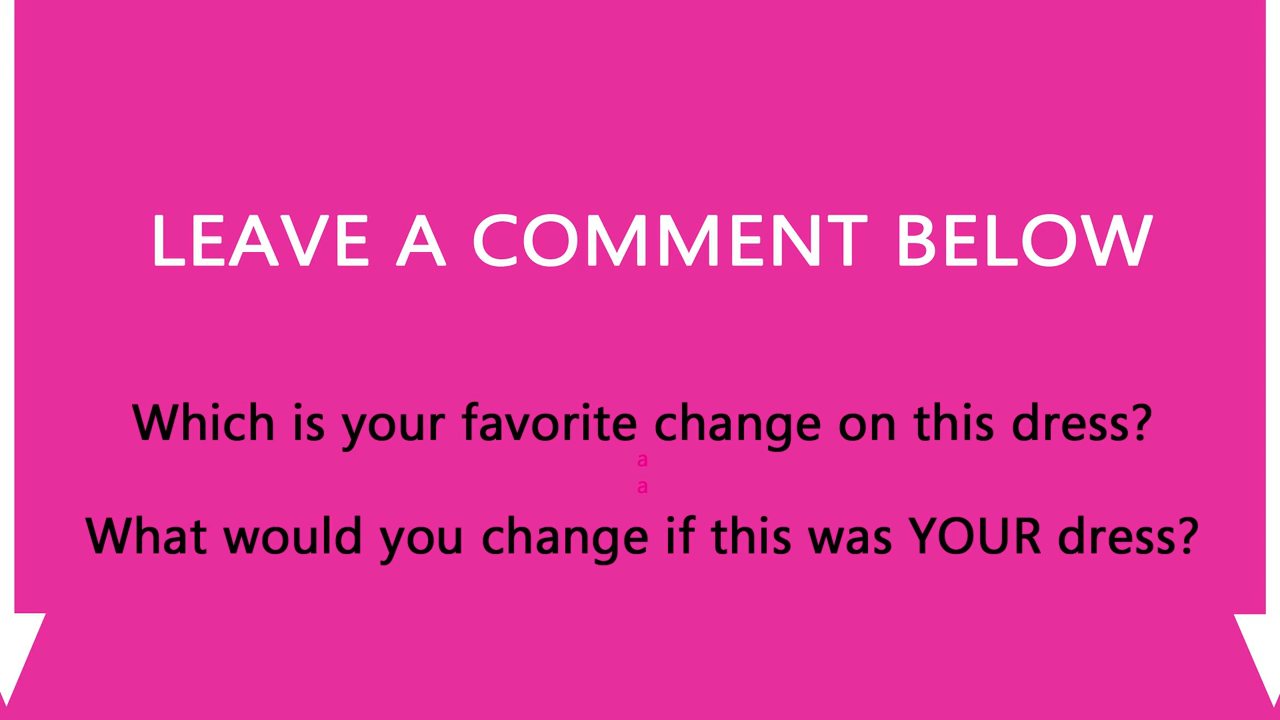 LEAVE A COMMENT BELOW
Which is your favorite change on this dress?
a
a
What would you change if this was YOUR dress?